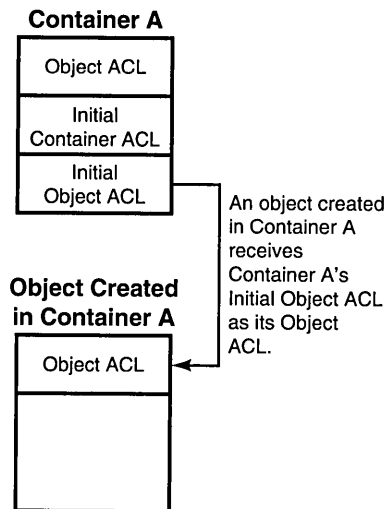 Container A
Object ACL
Initial
Container ACL
Initial
Object ACL
An object created
in Container A
receives
Container A's
Initial Object ACL
as its Object
ACL.
Object Created
in Container A
Object ACL